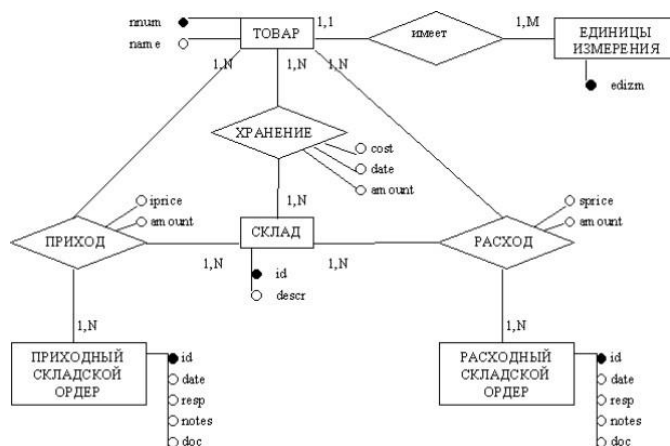 nnum
name
ТОВАР
1,1
имеет
1,M
ЕДИНИЦЫ
ИЗМЕРЕНИЯ
edizm
1,N
1,N
1,N
ХРАНЕНИЕ
cost
date
amount
1,N
iprice
amount
ПРИХОД
СКЛАД
sprice
amount
РАСХОД
1,N
1,N
id
descr
1,N
1,N
ПРИХОДНЫЙ
СКЛАДСКОЙ
ОРДЕР
id
date
resp
notes
doc
РАСХОДНЫЙ
СКЛАДСКОЙ
ОРДЕР
id
date
resp
notes
doc